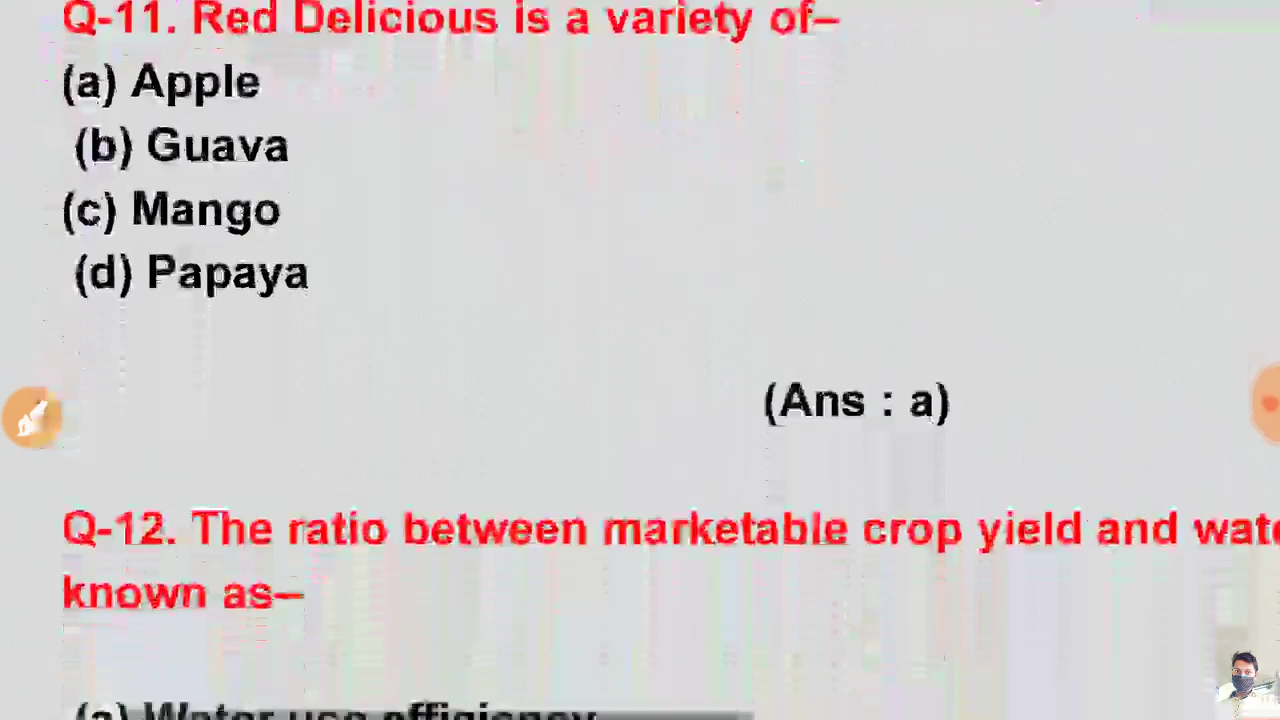 Q-11. Red Delicious is a variety of–
(a) Apple
(b) Guava
(c) Mango
(d) Papaya
(Ans : a)
Q-12. The ratio between marketable crop yield and
known as–
(a) Water use efficiency